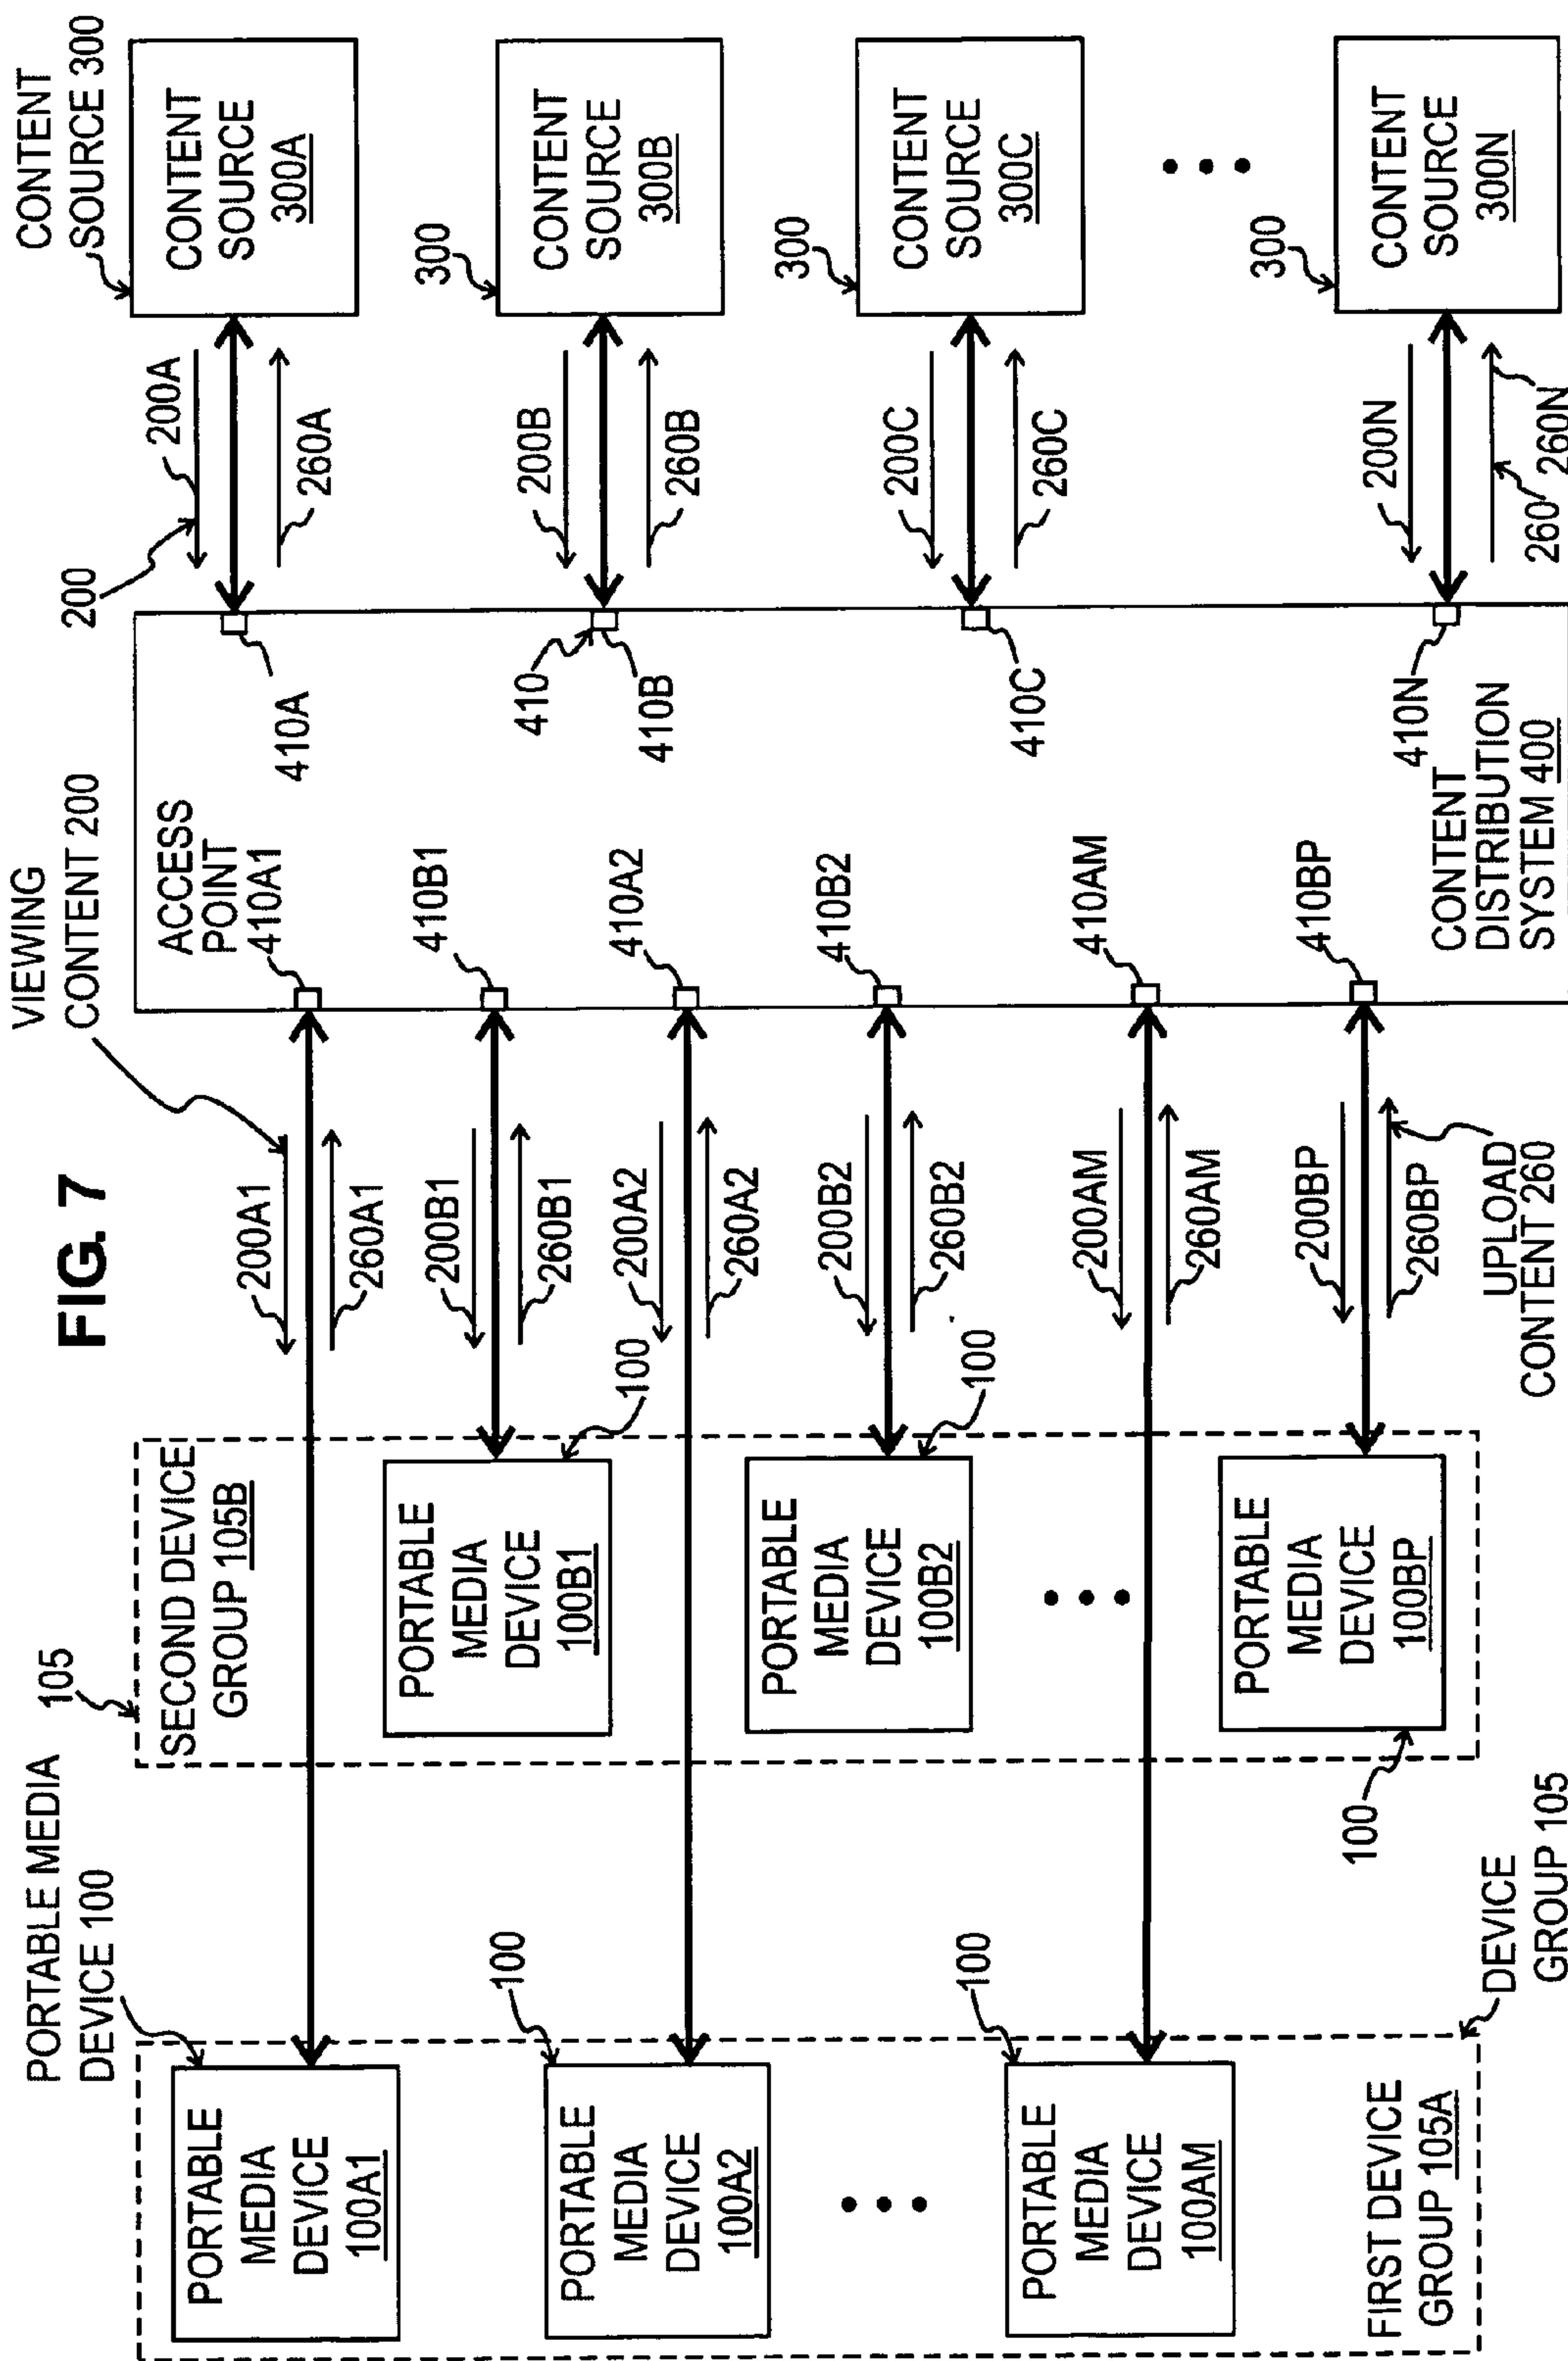 FIG. 7
PORTABLE MEDIA
DEVICE 100
105
VIEWING
CONTENT 200
200
CONTENT
SOURCE 300
PORTABLE
MEDIA
DEVICE
100A1
SECOND DEVICE
GROUP 105B
200A1
260A1
ACCESS
POINT
410A1
410A
200A
260A
CONTENT
SOURCE
300A
PORTABLE
MEDIA
DEVICE
100B1
100
200B1
260B1
410B1
100
PORTABLE
MEDIA
DEVICE
100A2
200A2
260A2
410A2
410
410B
200B
260B
300
CONTENT
SOURCE
300B
PORTABLE
MEDIA
DEVICE
100B2
100
200B2
260B2
410B2
410C
200C
260C
300
CONTENT
SOURCE
300C
100
PORTABLE
MEDIA
DEVICE
100AM
200AM
260AM
410AM
PORTABLE
MEDIA
DEVICE
100BP
100
200BP
260BP
410BP
410N
200N
260
260N
300
CONTENT
SOURCE
300N
FIRST DEVICE
GROUP 105A
DEVICE
GROUP 105
UPLOAD
CONTENT 260
CONTENT
DISTRIBUTION
SYSTEM 400